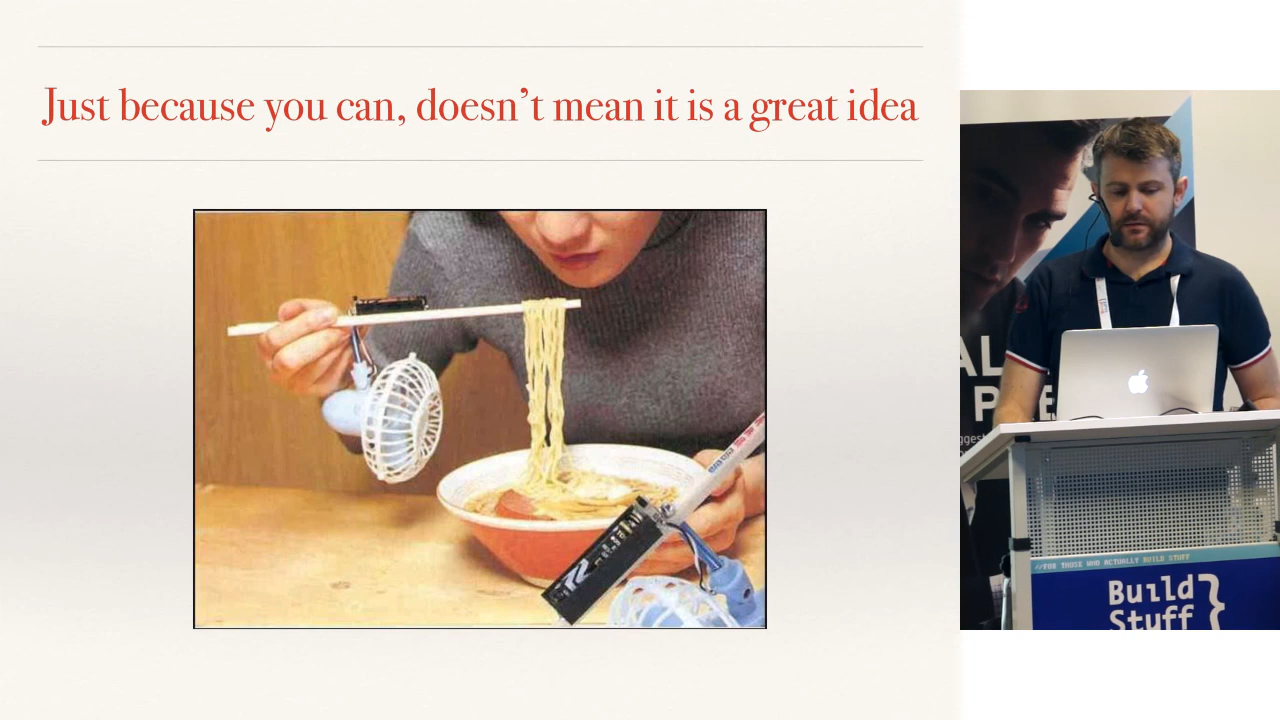 Just because you can, doesn't mean it is a great idea
//FOR THOSE WHO ACTUALLY BUILD STUFF
Build
Stuff